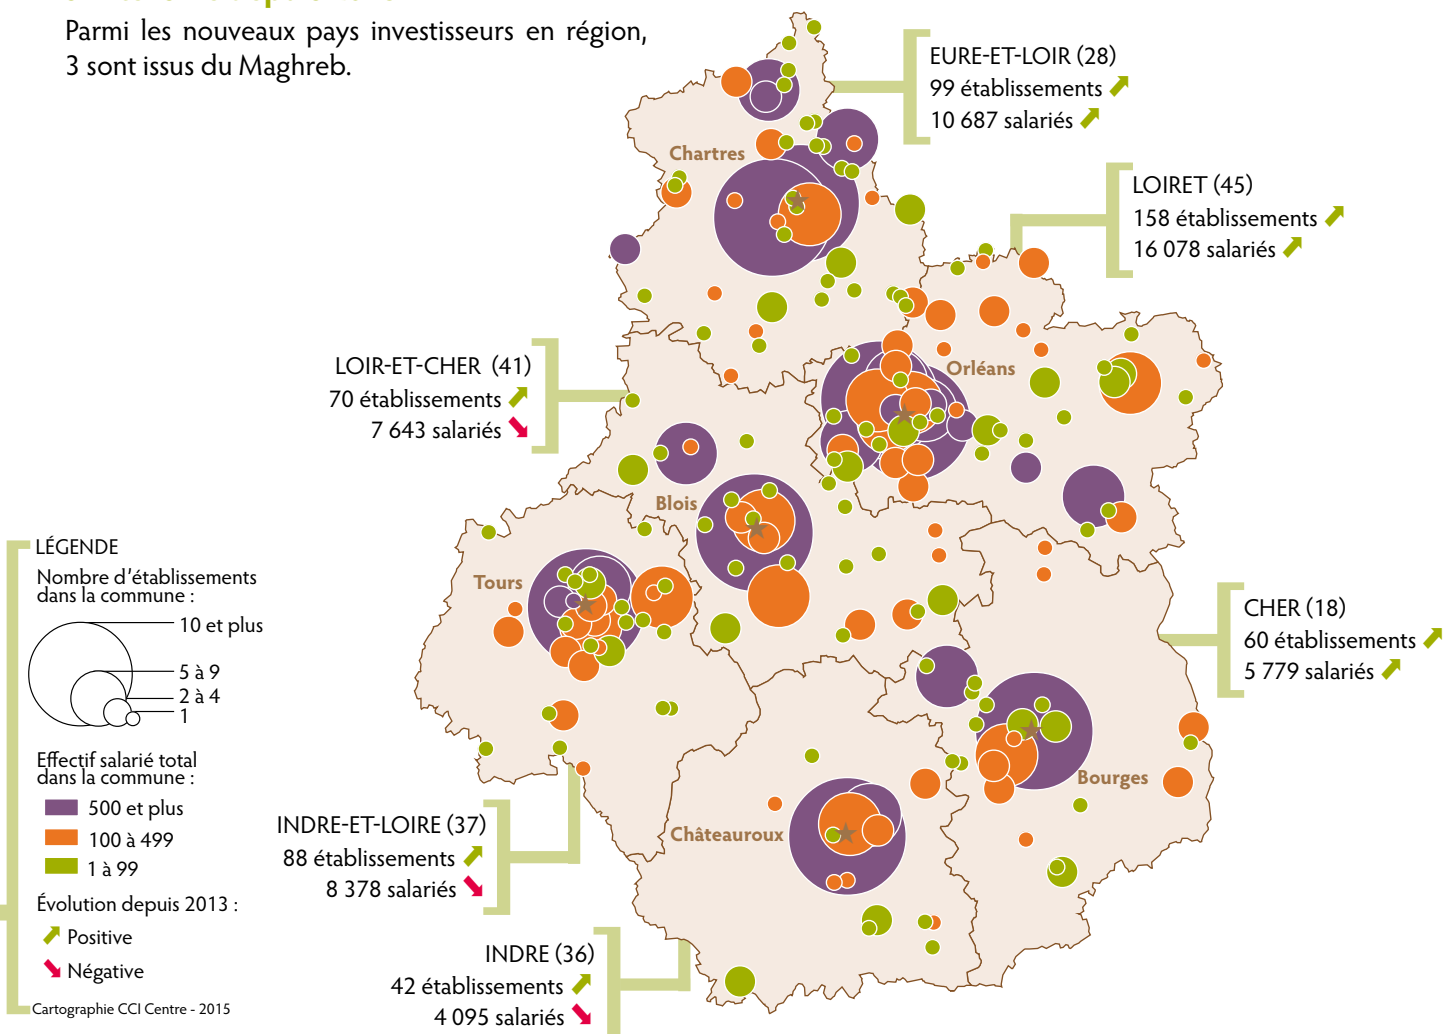 Parmi les nouveaux pays investisseurs en région,
3 sont issus du Maghreb.
EURE-ET-LOIR (28)
99 établissements
10 687 salariés
LOIRET (45)
158 établissements
16 078 salariés
LOIR-ET-CHER (41)
70 établissements
7 643 salariés
CHER (18)
60 établissements
5 779 salariés
INDRE-ET-LOIRE (37)
88 établissements
8 378 salariés
INDRE (36)
42 établissements
4 095 salariés
Chartres
Orléans
Blois
Tours
Bourges
Châteauroux
LÉGENDE
Nombre d'établissements
dans la commune :
10 et plus
5 à 9
2 à 4
1
Effectif salarié total
dans la commune :
500 et plus
100 à 499
1 à 99
Évolution depuis 2013 :
Positive
Négative
Cartographie CCI Centre - 2015